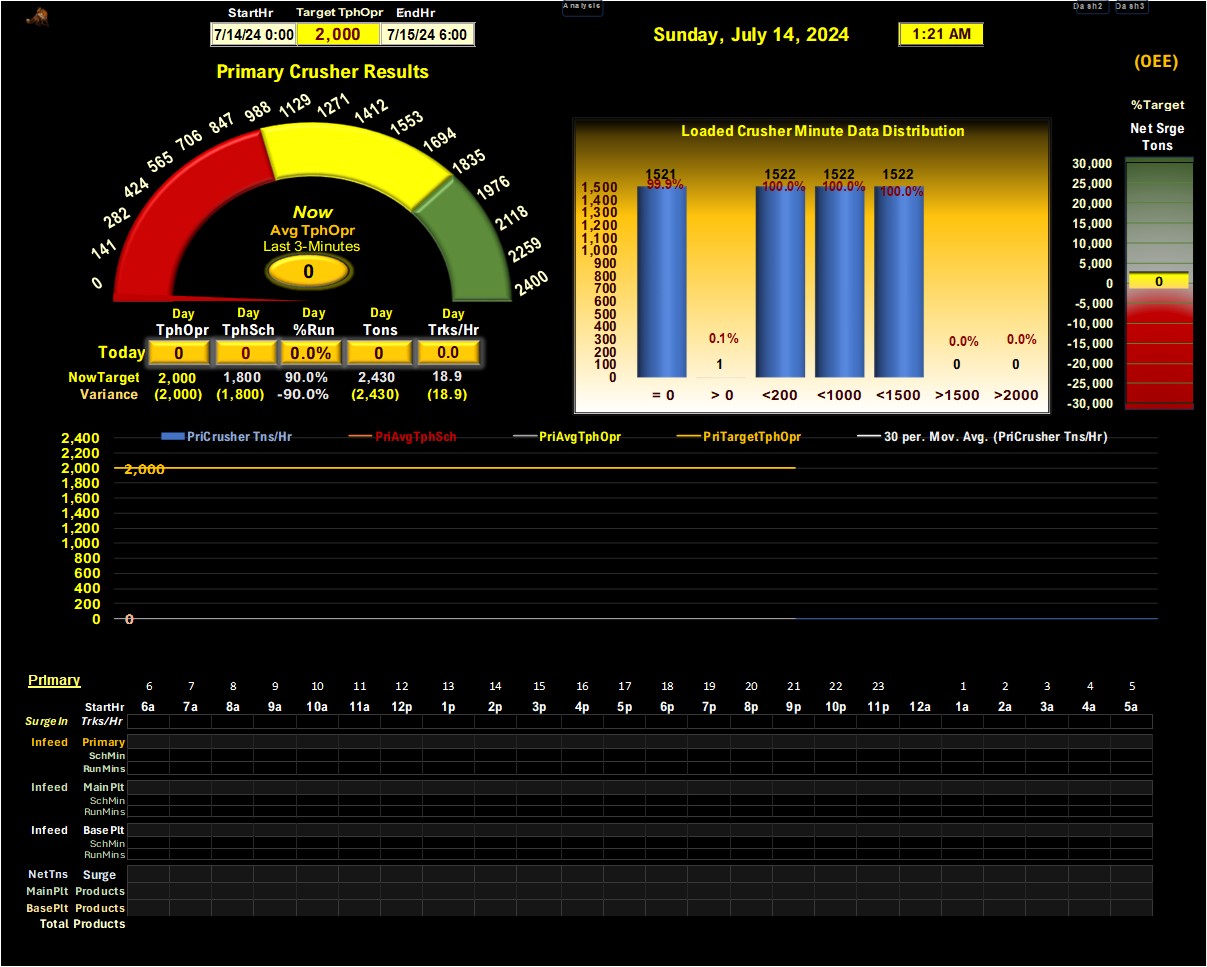 Analysis
Dash2 Dash3
StartHr Target TphOpr EndHr
7/14/24 0:00 2,000 7/15/24 6:00
Sunday, July 14, 2024
1:21 AM
(OEE)
Primary Crusher Results
0 141 282 424 565 706 847 988 1129 1271 1412 1553 1694 1835 1976 2118 2259 2400
Now
Avg TphOpr
Last 3-Minutes
0
Day Day Day Day Day
TphOpr TphSch %Run Tons Trks/Hr
Today 0 0 0.0% 0 0.0
NowTarget 2,000 1,800 90.0% 2,430 18.9
Variance (2,000) (1,800) -90.0% (2,430) (18.9)
Loaded Crusher Minute Data Distribution
1,500
1,400
1,300
1,200
1,100
1,000
900
800
700
600
500
400
300
200
100
0
1521 1 1522 1522 1522 0 0
99.9% 0.1% 100.0% 100.0% 100.0% 0.0% 0.0%
= 0 > 0 <200 <1000 <1500 >1500 >2000
%Target
Net Srge
Tons
30,000
25,000
20,000
15,000
10,000
5,000
0
-5,000
-10,000
-15,000
-20,000
-25,000
-30,000
0
PriCrusher Tns/Hr PriAvgTphSch PriAvgTphOpr PriTargetTphOpr 30 per. Mov. Avg. (PriCrusher Tns/Hr)
2,400
2,200
2,000
1,800
1,600
1,400
1,200
1,000
800
600
400
200
0
2,000
0
Primary
6 7 8 9 10 11 12 13 14 15 16 17 18 19 20 21 22 23 1 2 3 4 5
StartHr 6a 7a 8a 9a 10a 11a 12p 1p 2p 3p 4p 5p 6p 7p 8p 9p 10p 11p 12a 1a 2a 3a 4a 5a
SurgeIn Trks/Hr
Infeed Primary
SchMin
RunMins
Infeed MainPlt
SchMin
RunMins
Infeed BasePlt
SchMin
RunMins
NetTns Surge
MainPlt Products
BasePlt Products
Total Products